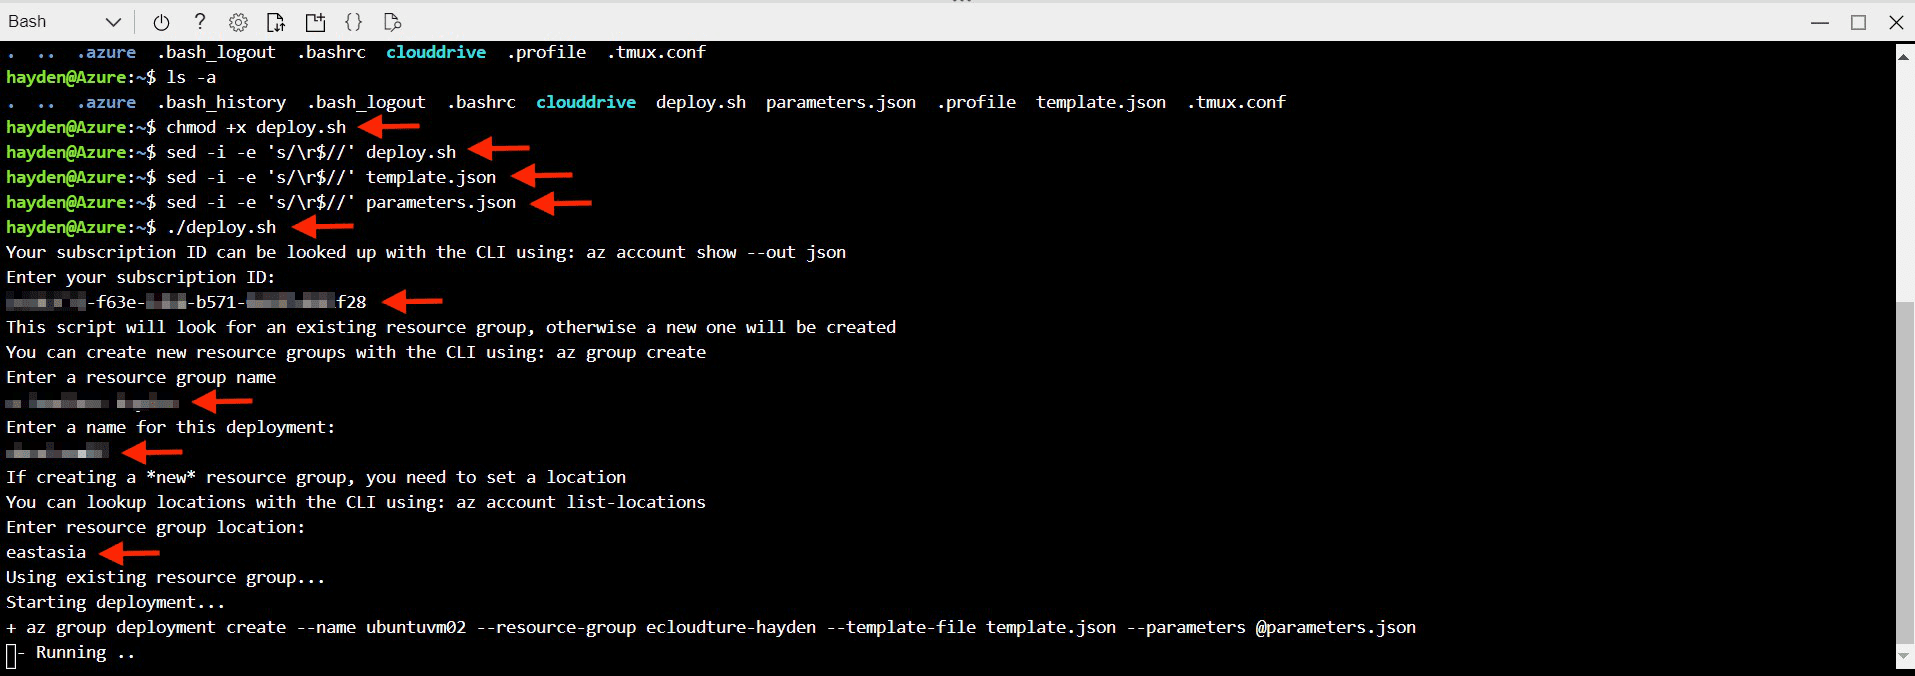 Bash
. .. .azure .bash_logout .bashrc clouddrive .profile .tmux.conf
hayden@Azure:~$ ls -a
. .. .azure .bash_history .bash_logout .bashrc clouddrive deploy.sh parameters.json .profile template.json .tmux.conf
hayden@Azure:~$ chmod +x deploy.sh
hayden@Azure:~$ sed -i -e 's/\r$//' deploy.sh
hayden@Azure:~$ sed -i -e 's/\r$//' template.json
hayden@Azure:~$ sed -i -e 's/\r$//' parameters.json
hayden@Azure:~$ ./deploy.sh
Your subscription ID can be looked up with the CLI using: az account show --out json
Enter your subscription ID:
-f63e- -b571- f28
This script will look for an existing resource group, otherwise a new one will be created
You can create new resource groups with the CLI using: az group create
Enter a resource group name
Enter a name for this deployment:
If creating a *new* resource group, you need to set a location
You can lookup locations with the CLI using: az account list-locations
Enter resource group location:
eastasia
Using existing resource group...
Starting deployment...
+ az group deployment create --name ubuntuvm02 --resource-group ecloudture-hayden --template-file template.json --parameters @parameters.json
- Running ..